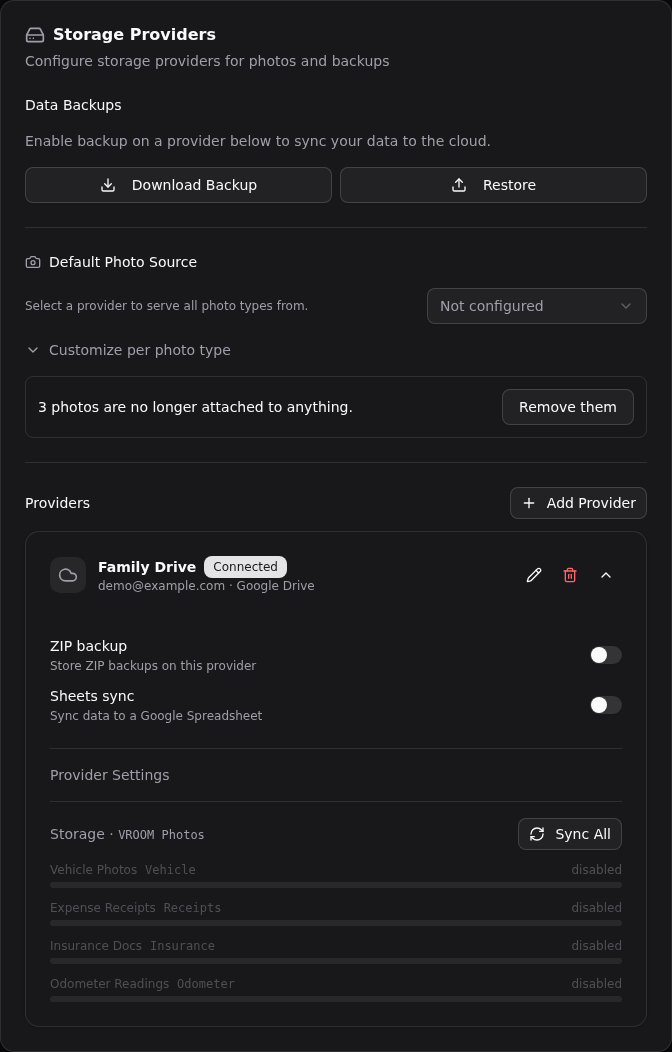 Storage Providers
Configure storage providers for photos and backups
Data Backups
Enable backup on a provider below to sync your data to the cloud.
Download Backup
Restore
Default Photo Source
Select a provider to serve all photo types from.
Not configured
Customize per photo type
3 photos are no longer attached to anything.
Remove them
Providers
Add Provider
Family Drive
Connected
demo@example.com · Google Drive
ZIP backup
Store ZIP backups on this provider
Sheets sync
Sync data to a Google Spreadsheet
Provider Settings
Storage · VROOM Photos
Sync All
Vehicle Photos Vehicle
disabled
Expense Receipts Receipts
disabled
Insurance Docs Insurance
disabled
Odometer Readings Odometer
disabled